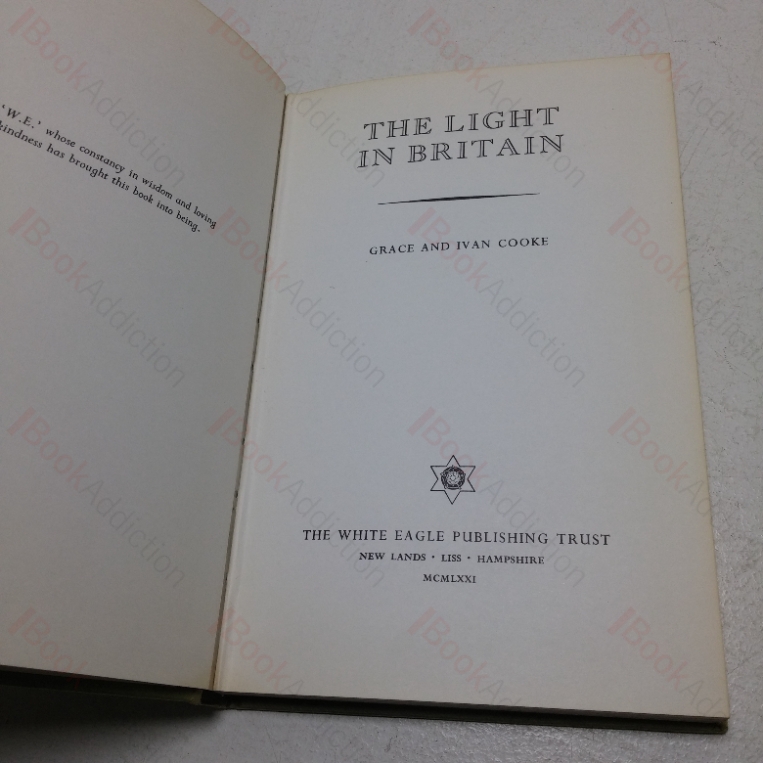 'W.E.' whose constancy in wisdom and loving
kindness has brought this book into being.
THE LIGHT
IN BRITAIN
GRACE AND IVAN COOKE
THE WHITE EAGLE PUBLISHING TRUST
NEW LANDS · LISS · HAMPSHIRE
MCMLXXI
BookAddiction